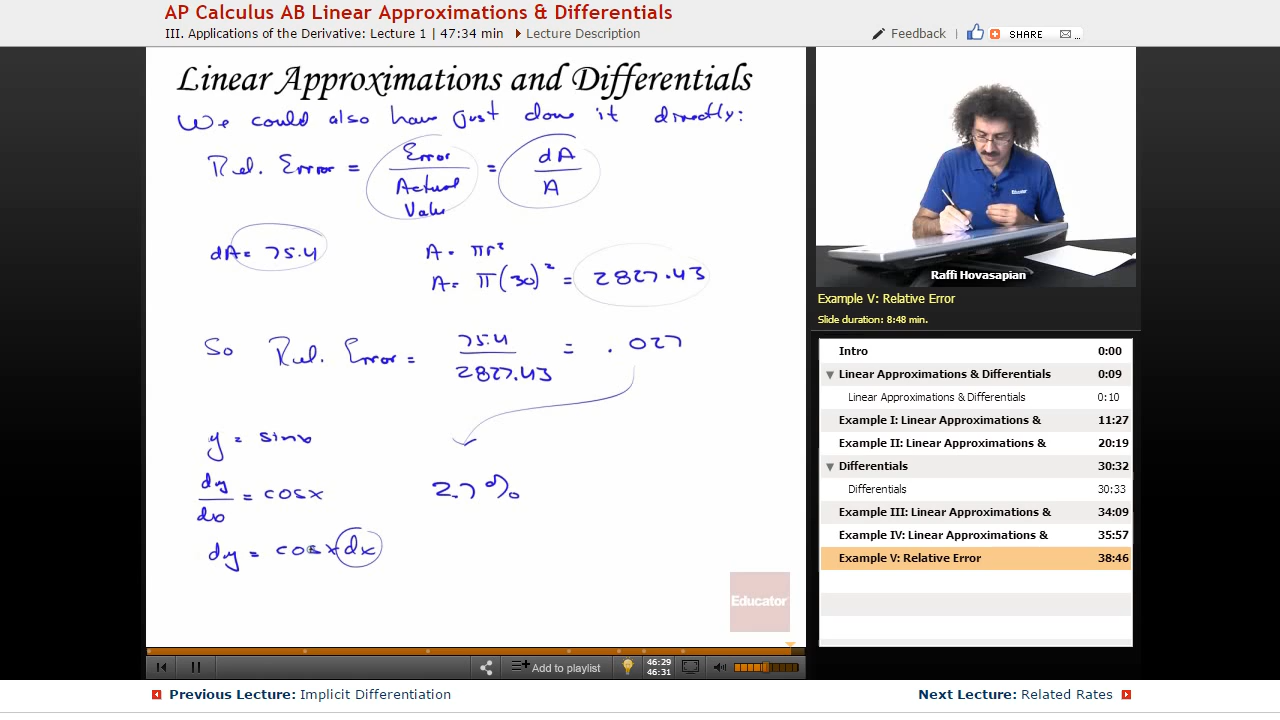 AP Calculus AB Linear Approximations & Differentials
III. Applications of the Derivative: Lecture 1 | 47:34 min Lecture Description
Feedback | SHARE
Linear Approximations and Differentials
We could also have just done it directly:
Rel. Error = Error / Actual Value = dA / A
dA = 75.4
A = πr²
A = π(30)² = 2827.43
So Rel. Error = 75.4 / 2827.43 = .027
y = sinx
dy/dx = cosx
2.7%
dy = cosx dx
Educator
Educator
Raffi Hovasapian
Example V: Relative Error
Slide duration: 8:48 min.
Intro 0:00
Linear Approximations & Differentials 0:09
Linear Approximations & Differentials 0:10
Example I: Linear Approximations & 11:27
Example II: Linear Approximations & 20:19
Differentials 30:32
Differentials 30:33
Example III: Linear Approximations & 34:09
Example IV: Linear Approximations & 35:57
Example V: Relative Error 38:46
Add to playlist
46:29
46:31
Previous Lecture: Implicit Differentiation
Next Lecture: Related Rates